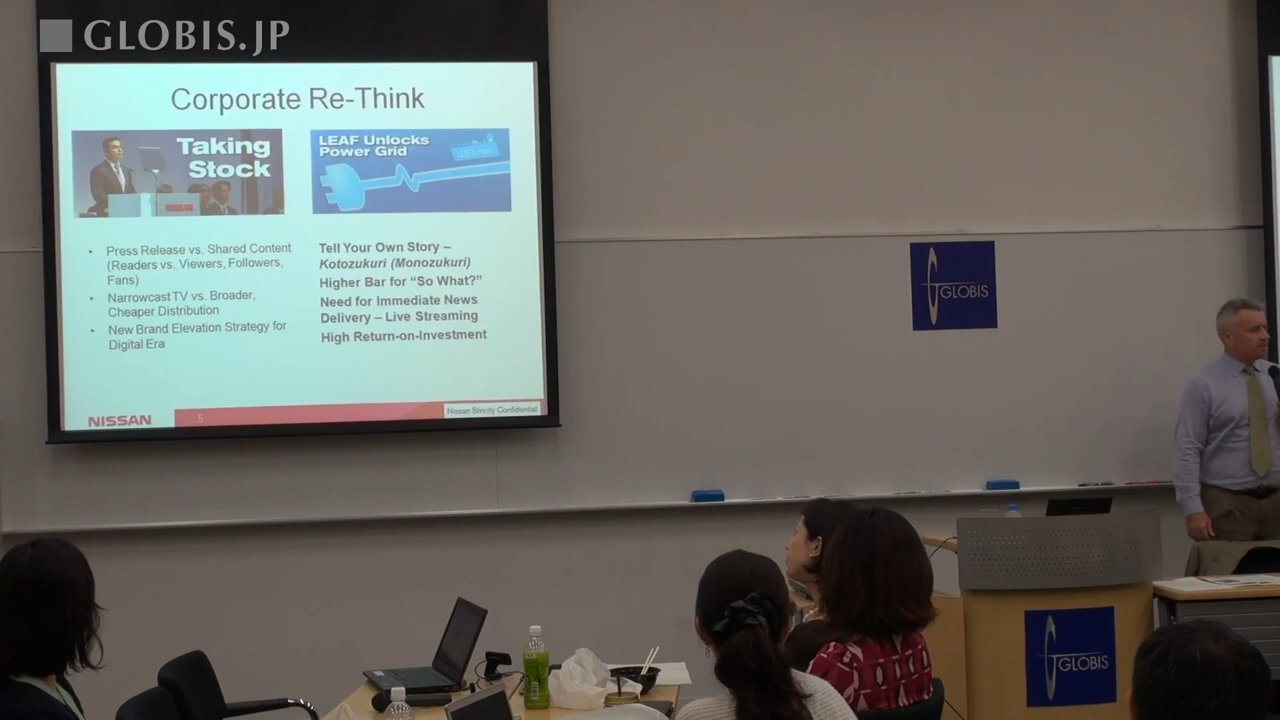 GLOBIS.JP
Corporate Re-Think
Taking
Stock
NISSAN
LEAF Unlocks
Power Grid
• Press Release vs. Shared Content
(Readers vs. Viewers, Followers,
Fans)
• Narrowcast TV vs. Broader,
Cheaper Distribution
• New Brand Elevation Strategy for
Digital Era
Tell Your Own Story –
Kotozukuri (Monozukuri)
Higher Bar for “So What?”
Need for Immediate News
Delivery – Live Streaming
High Return-on-Investment
NISSAN
5
Nissan Strictly Confidential
GLOBIS
GLOBIS